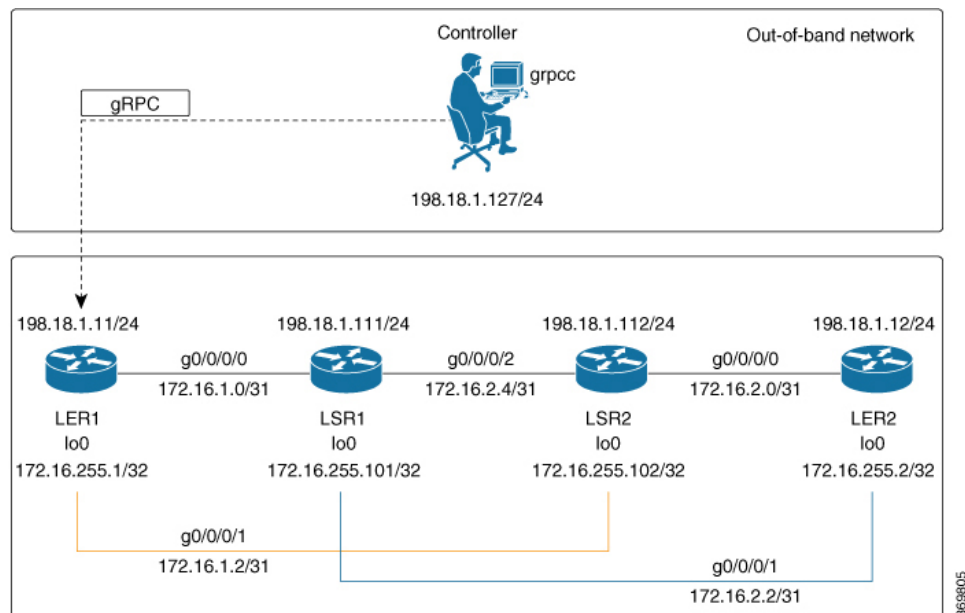 Controller
Out-of-band network
grpcc
gRPC
198.18.1.127/24
198.18.1.11/24
198.18.1.111/24
198.18.1.112/24
198.18.1.12/24
g0/0/0/0
g0/0/0/2
g0/0/0/0
172.16.1.0/31
172.16.2.4/31
172.16.2.0/31
LER1
LSR1
LSR2
LER2
lo0
lo0
lo0
lo0
172.16.255.1/32
172.16.255.101/32
172.16.255.102/32
172.16.255.2/32
g0/0/0/1
172.16.1.2/31
g0/0/0/1
172.16.2.2/31
369805